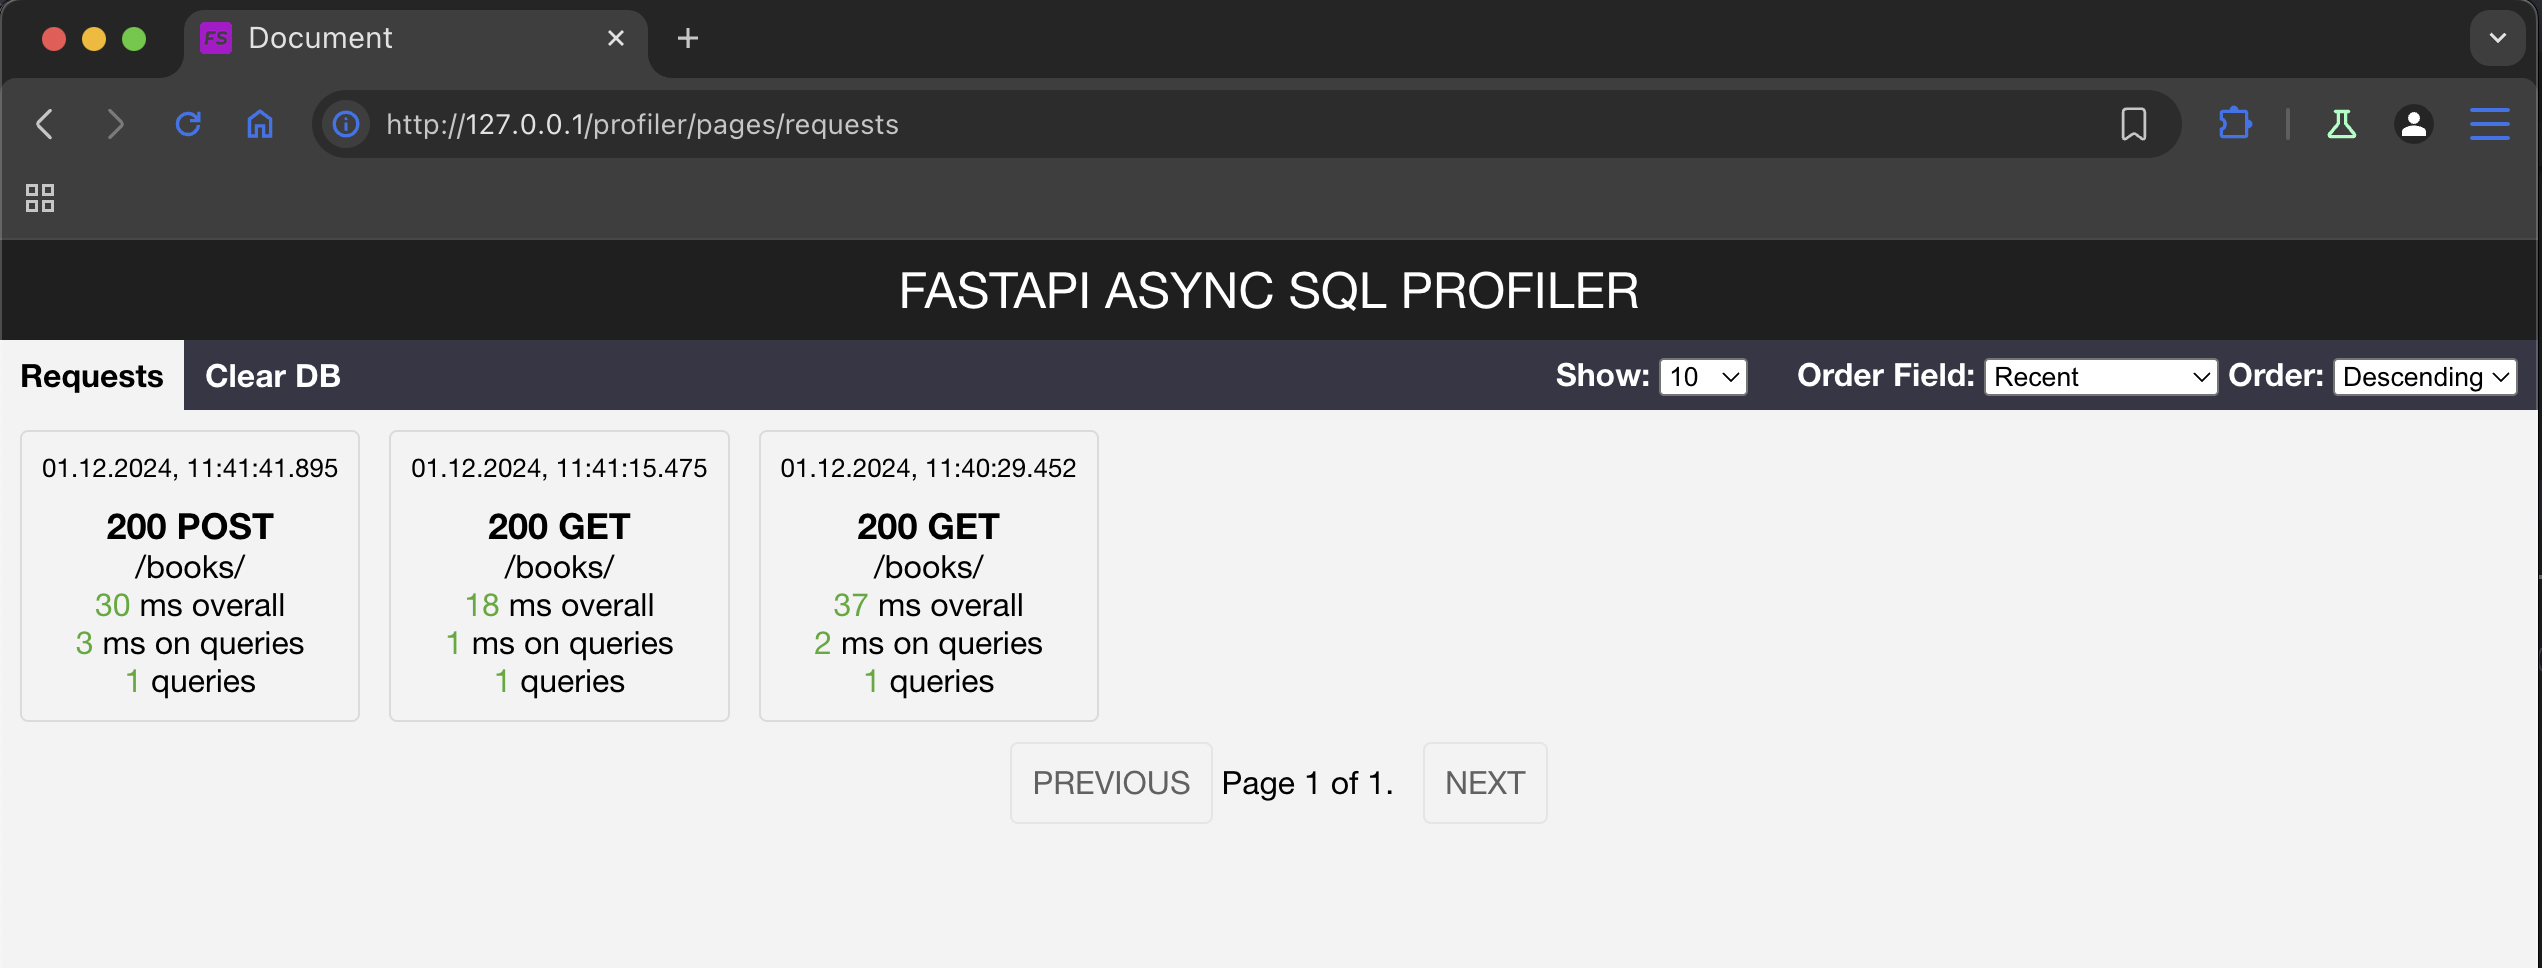 FS Document
http://127.0.0.1/profiler/pages/requests
FASTAPI ASYNC SQL PROFILER
Requests Clear DB Show: 10 Order Field: Recent Order: Descending
01.12.2024, 11:41:41.895
200 POST
/books/
30 ms overall
3 ms on queries
1 queries
01.12.2024, 11:41:15.475
200 GET
/books/
18 ms overall
1 ms on queries
1 queries
01.12.2024, 11:40:29.452
200 GET
/books/
37 ms overall
2 ms on queries
1 queries
PREVIOUS Page 1 of 1. NEXT